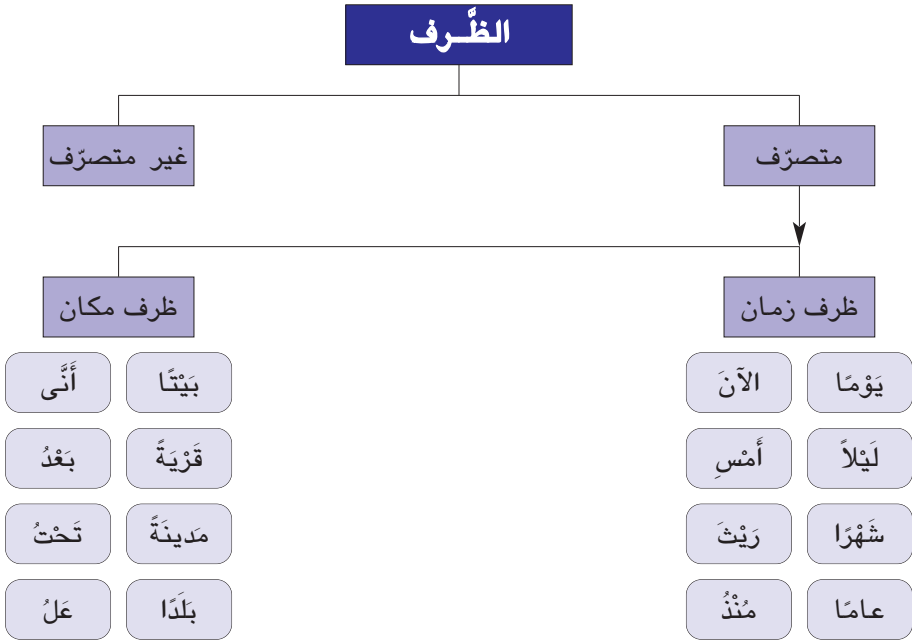 الظَّـرف
متصرّف
غير متصرّف
ظرف زمان
ظرف مكان
يَوْمًا
الآنَ
بَيْتًا
أَنَّى
لَيْلاً
أَمْسِ
قَرْيَةً
بَعْدُ
شَهْرًا
رَيْثَ
مَدينَةً
تَحْتُ
عامًا
مُنْذُ
بَلَدًا
عَلُ